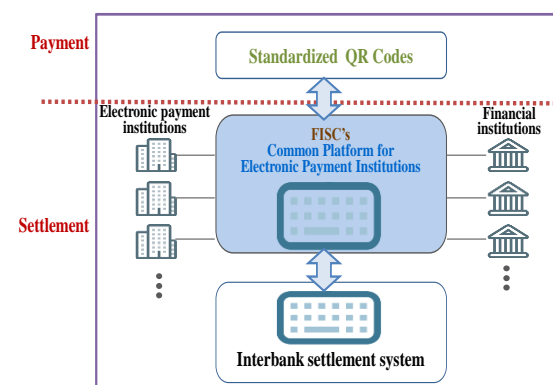 Payment
Standardized QR Codes
Electronic payment
institutions
Financial
institutions
FISC's
Common Platform for
Electronic Payment Institutions
Settlement
Interbank settlement system